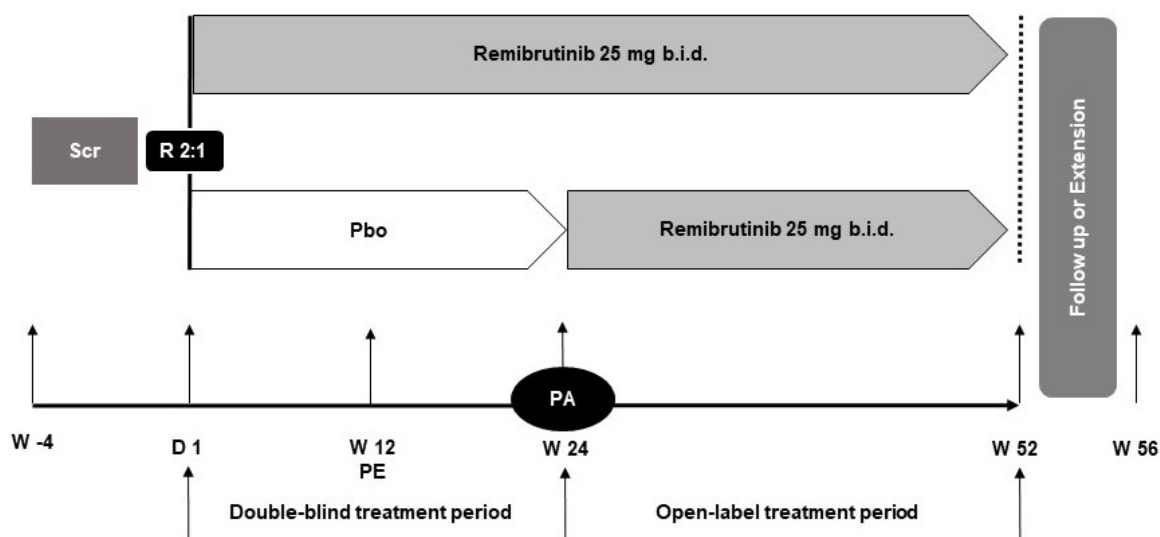 Remibrutinib 25 mg b.i.d.
Scr
R 2:1
Pbo
Remibrutinib 25 mg b.i.d.
Follow up or Extension
PA
W -4
D 1
W 12
PE
W 24
W 52
W 56
Double-blind treatment period
Open-label treatment period